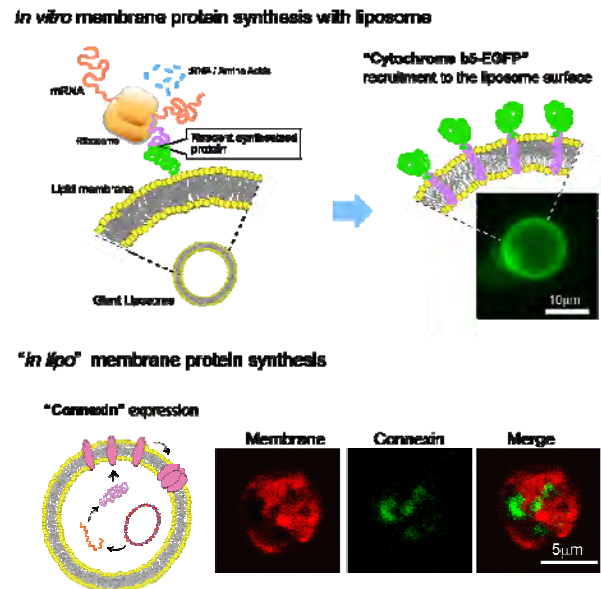 In vitro membrane protein synthesis with liposome
mRNA
tRNA / Amino Acids
Ribosome
Nascent synthesized
protein
Lipid membrane
Giant Liposomes
"Cytochrome b5-EGFP"
recruitment to the liposome surface
10μm
"In lipo" membrane protein synthesis
"Connexin" expression
Membrane
Connexin
Merge
5μm